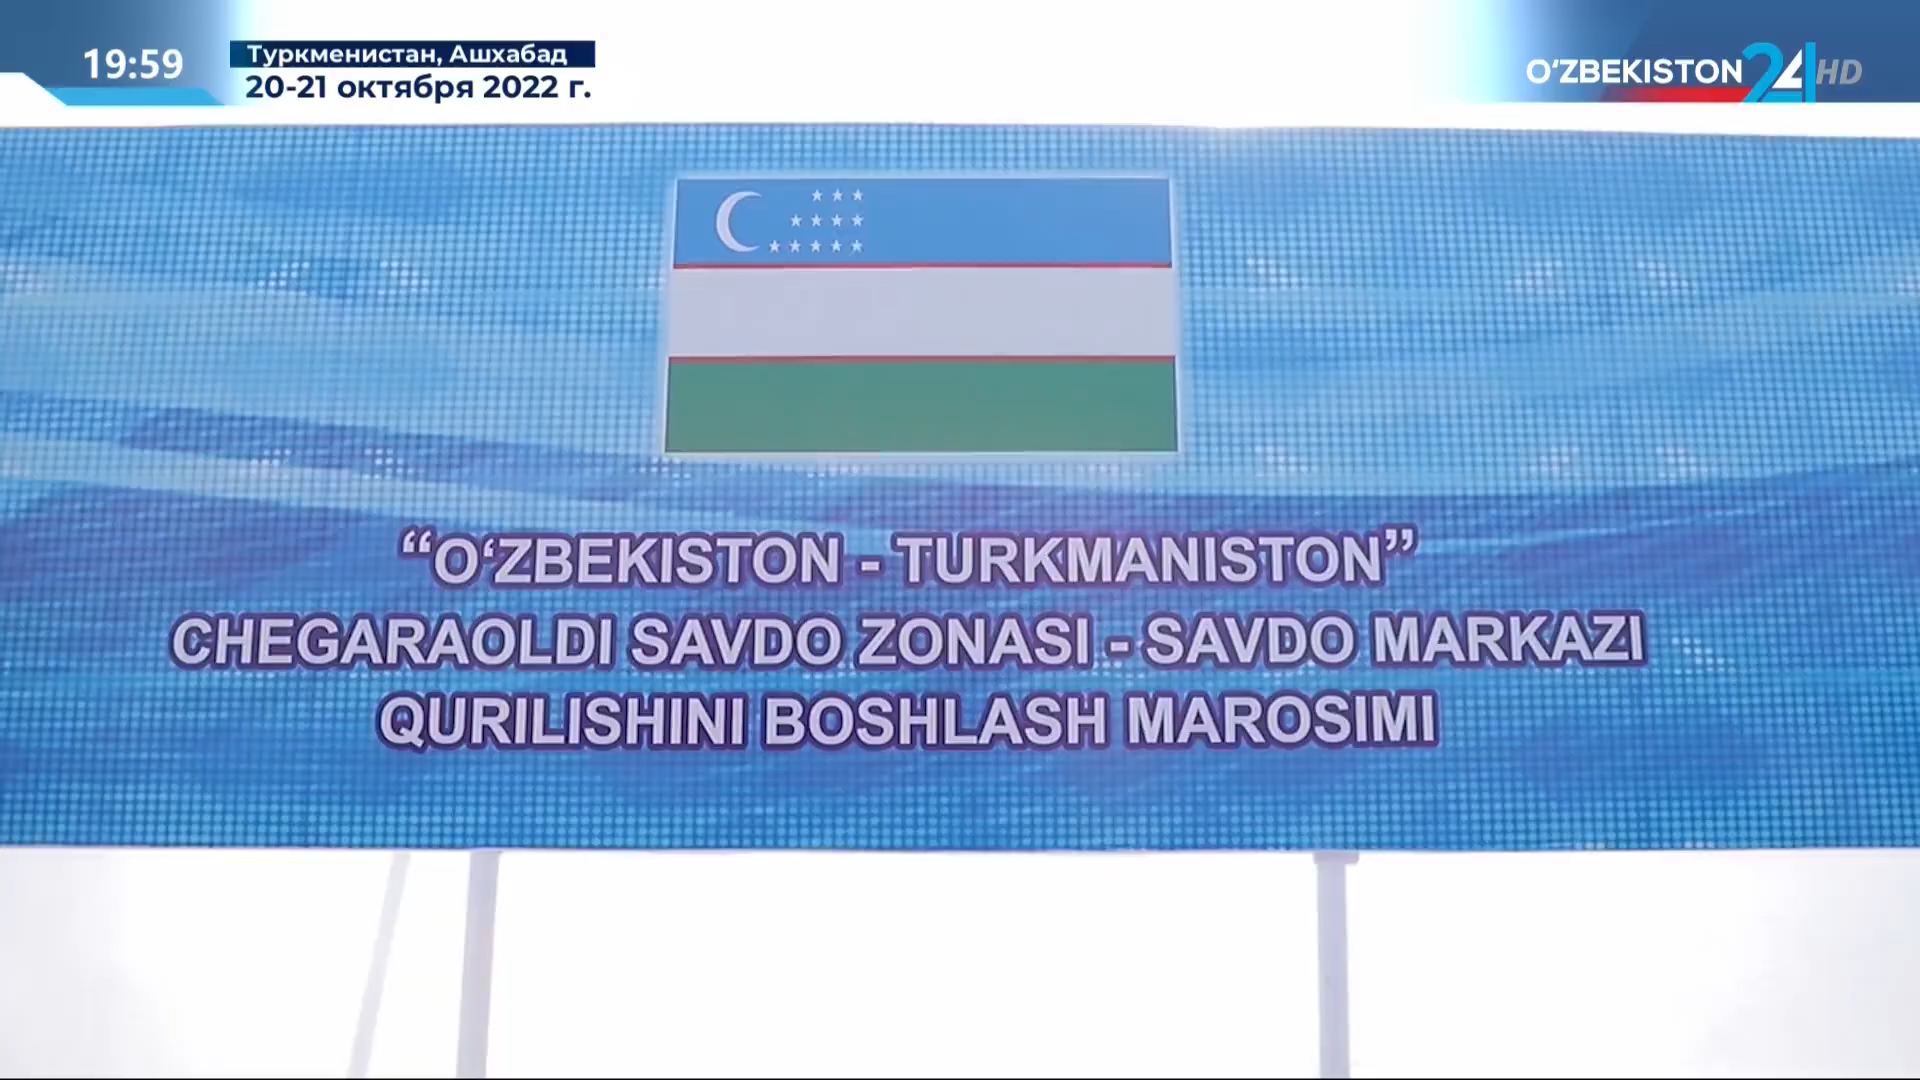 19:59
Туркменистан, Ашхабад
20-21 октября 2022 г.
O‘ZBEKISTON 24 HD
“O‘ZBEKISTON - TURKMANISTON”
CHEGARAOLDI SAVDO ZONASI - SAVDO MARKAZI
QURILISHINI BOSHLASH MAROSIMI